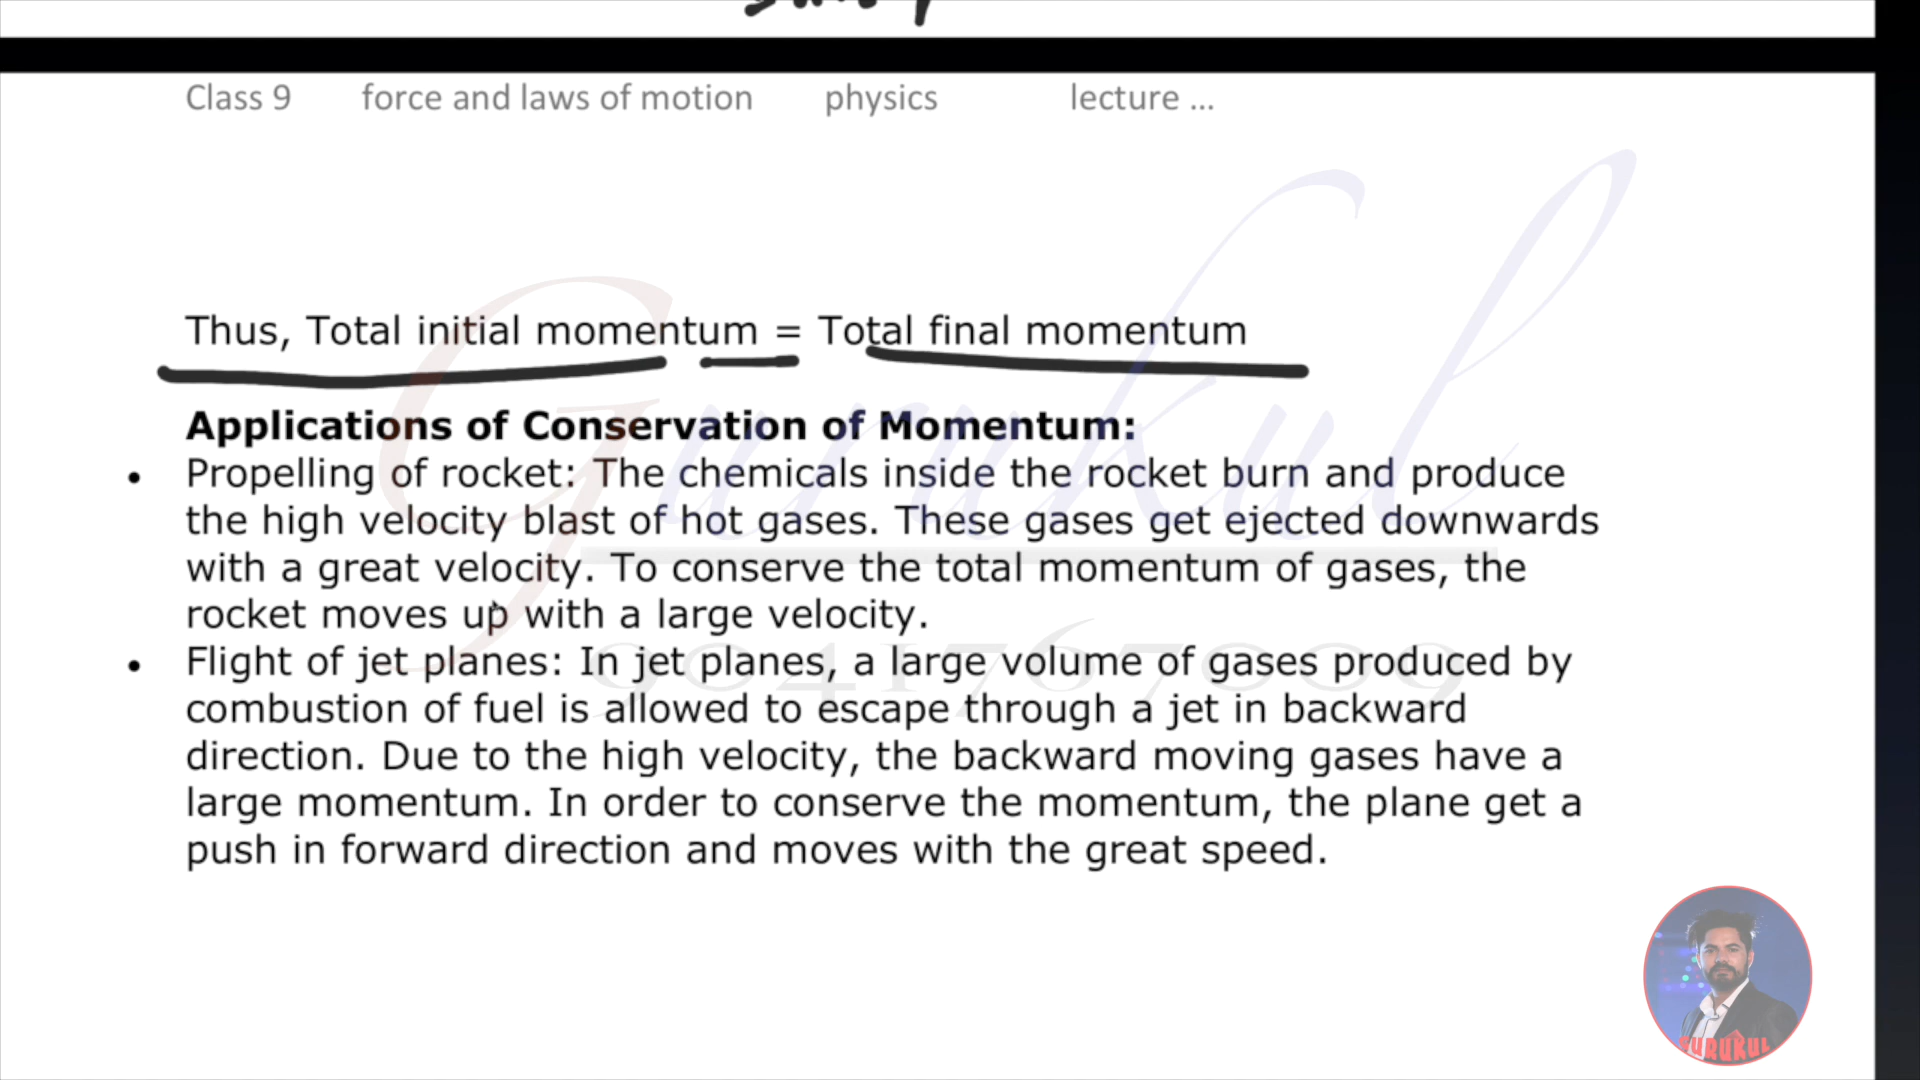 Class 9 force and laws of motion physics lecture ...
Thus, Total initial momentum = Total final momentum
Applications of Conservation of Momentum:
• Propelling of rocket: The chemicals inside the rocket burn and produce
the high velocity blast of hot gases. These gases get ejected downwards
with a great velocity. To conserve the total momentum of gases, the
rocket moves up with a large velocity.
• Flight of jet planes: In jet planes, a large volume of gases produced by
combustion of fuel is allowed to escape through a jet in backward
direction. Due to the high velocity, the backward moving gases have a
large momentum. In order to conserve the momentum, the plane get a
push in forward direction and moves with the great speed.
Gurukul
9041767009
GURUKUL